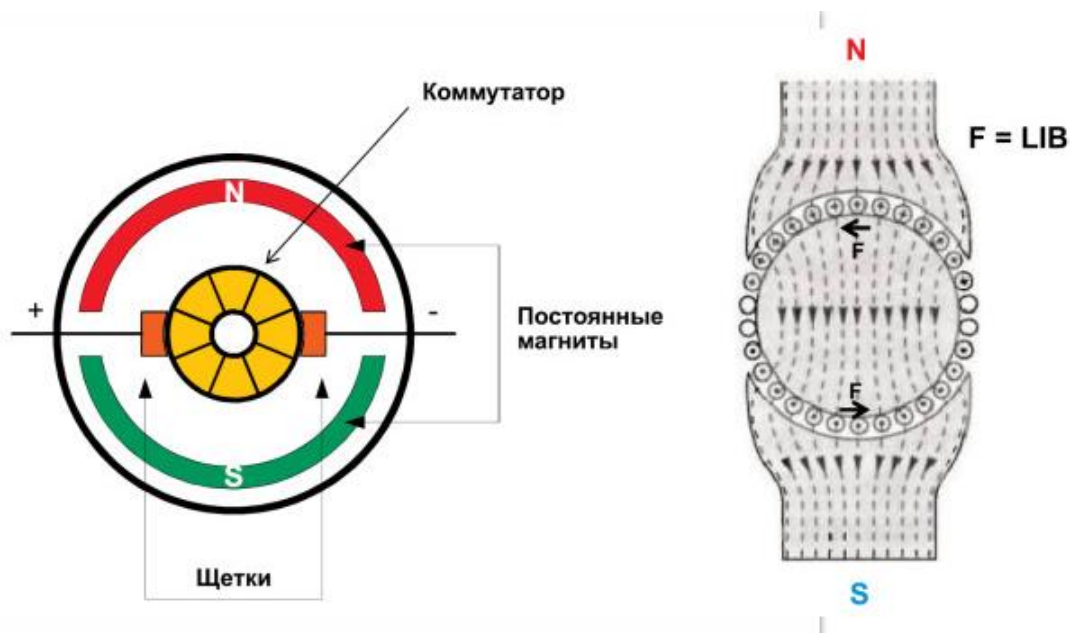 Коммутатор
N
+
-
Постоянные
магниты
S
Щетки
N
F = LIB
F
F
S